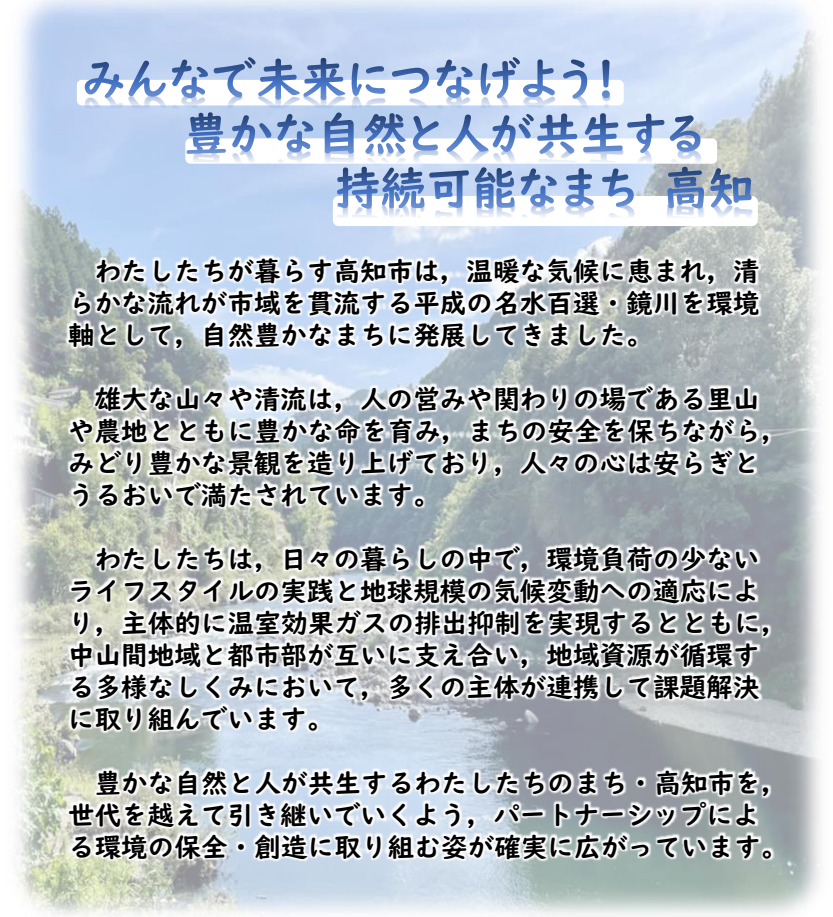 みんなで未来につなげよう！
豊かな自然と人が共生する
持続可能なまち　高知
　わたしたちが暮らす高知市は，温暖な気候に恵まれ，清
らかな流れが市域を貫流する平成の名水百選・鏡川を環境
軸として，自然豊かなまちに発展してきました。
　雄大な山々や清流は，人の営みや関わりの場である里山
や農地とともに豊かな命を育み，まちの安全を保ちながら，
みどり豊かな景観を造り上げており，人々の心は安らぎと
うるおいで満たされています。
　わたしたちは，日々の暮らしの中で，環境負荷の少ない
ライフスタイルの実践と地球規模の気候変動への適応によ
り，主体的に温室効果ガスの排出抑制を実現するとともに，
中山間地域と都市部が互いに支え合い，地域資源が循環す
る多様なしくみにおいて，多くの主体が連携して課題解決
に取り組んでいます。
　豊かな自然と人が共生するわたしたちのまち・高知市を，
世代を越えて引き継いでいくよう，パートナーシップによ
る環境の保全・創造に取り組む姿が確実に広がっています。